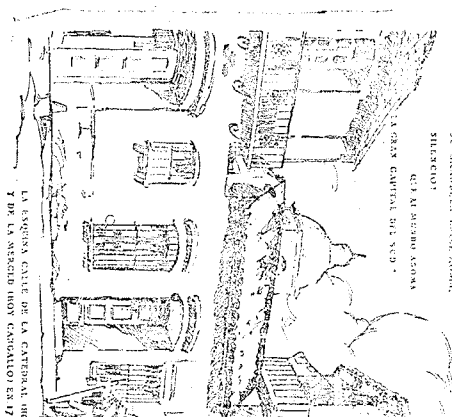 SILENCIO!
QUE AL MUNDO ASOMA
LA GRAN CAPITAL DEL SUD"
LA ESQUINA CALLE DE LA CATEDRAL
Y DE LA MERCED (HOY CANGALLO) EN 17